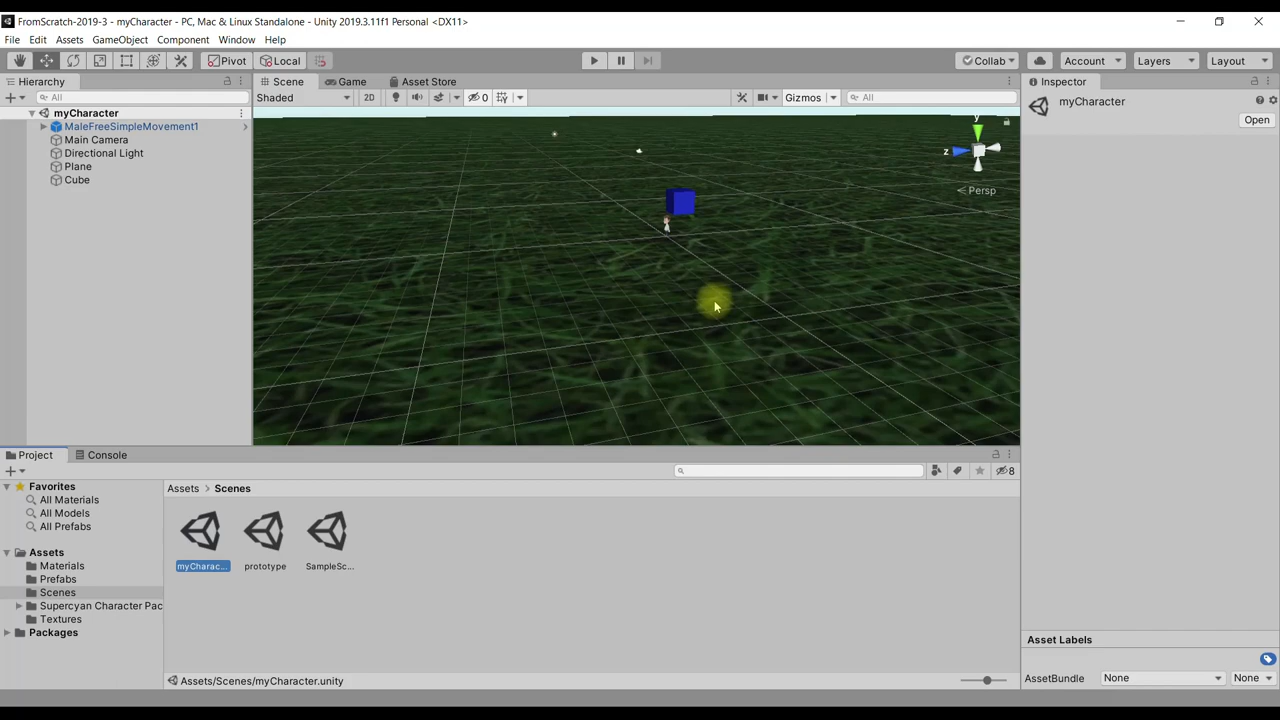 FromScratch-2019-3 - myCharacter - PC, Mac & Linux Standalone - Unity 2019.3.11f1 Personal <DX11>
File Edit Assets GameObject Component Window Help
Pivot Local Collab Account Layers Layout
Hierarchy Scene Game Asset Store Inspector
All Shaded 2D 0 Gizmos All
myCharacter
MaleFreeSimpleMovement1
Main Camera
Directional Light
Plane
Cube
y
z
Persp
myCharacter
Open
Project Console
8
Favorites
All Materials
All Models
All Prefabs
Assets
Materials
Prefabs
Scenes
Supercyan Character Pac
Textures
Packages
Assets > Scenes
myCharac... prototype SampleSc...
Assets/Scenes/myCharacter.unity
Asset Labels
AssetBundle None None